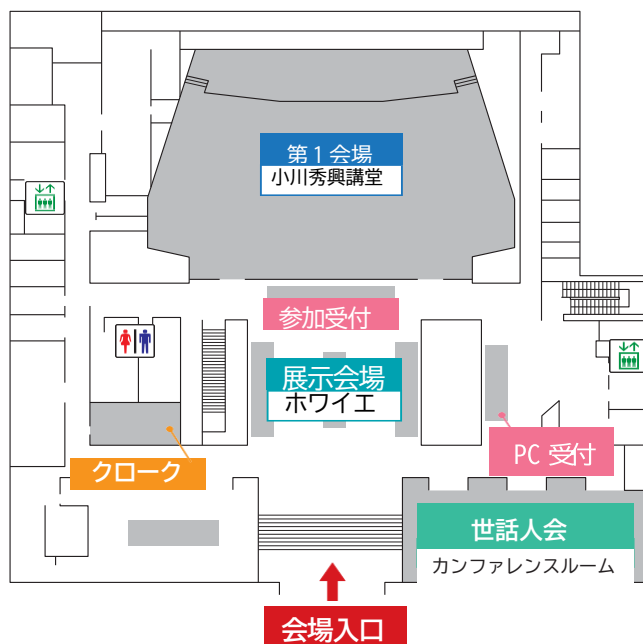 第1会場
小川秀興講堂
参加受付
展示会場
ホワイエ
PC 受付
クローク
世話人会
カンファレンスルーム
会場入口